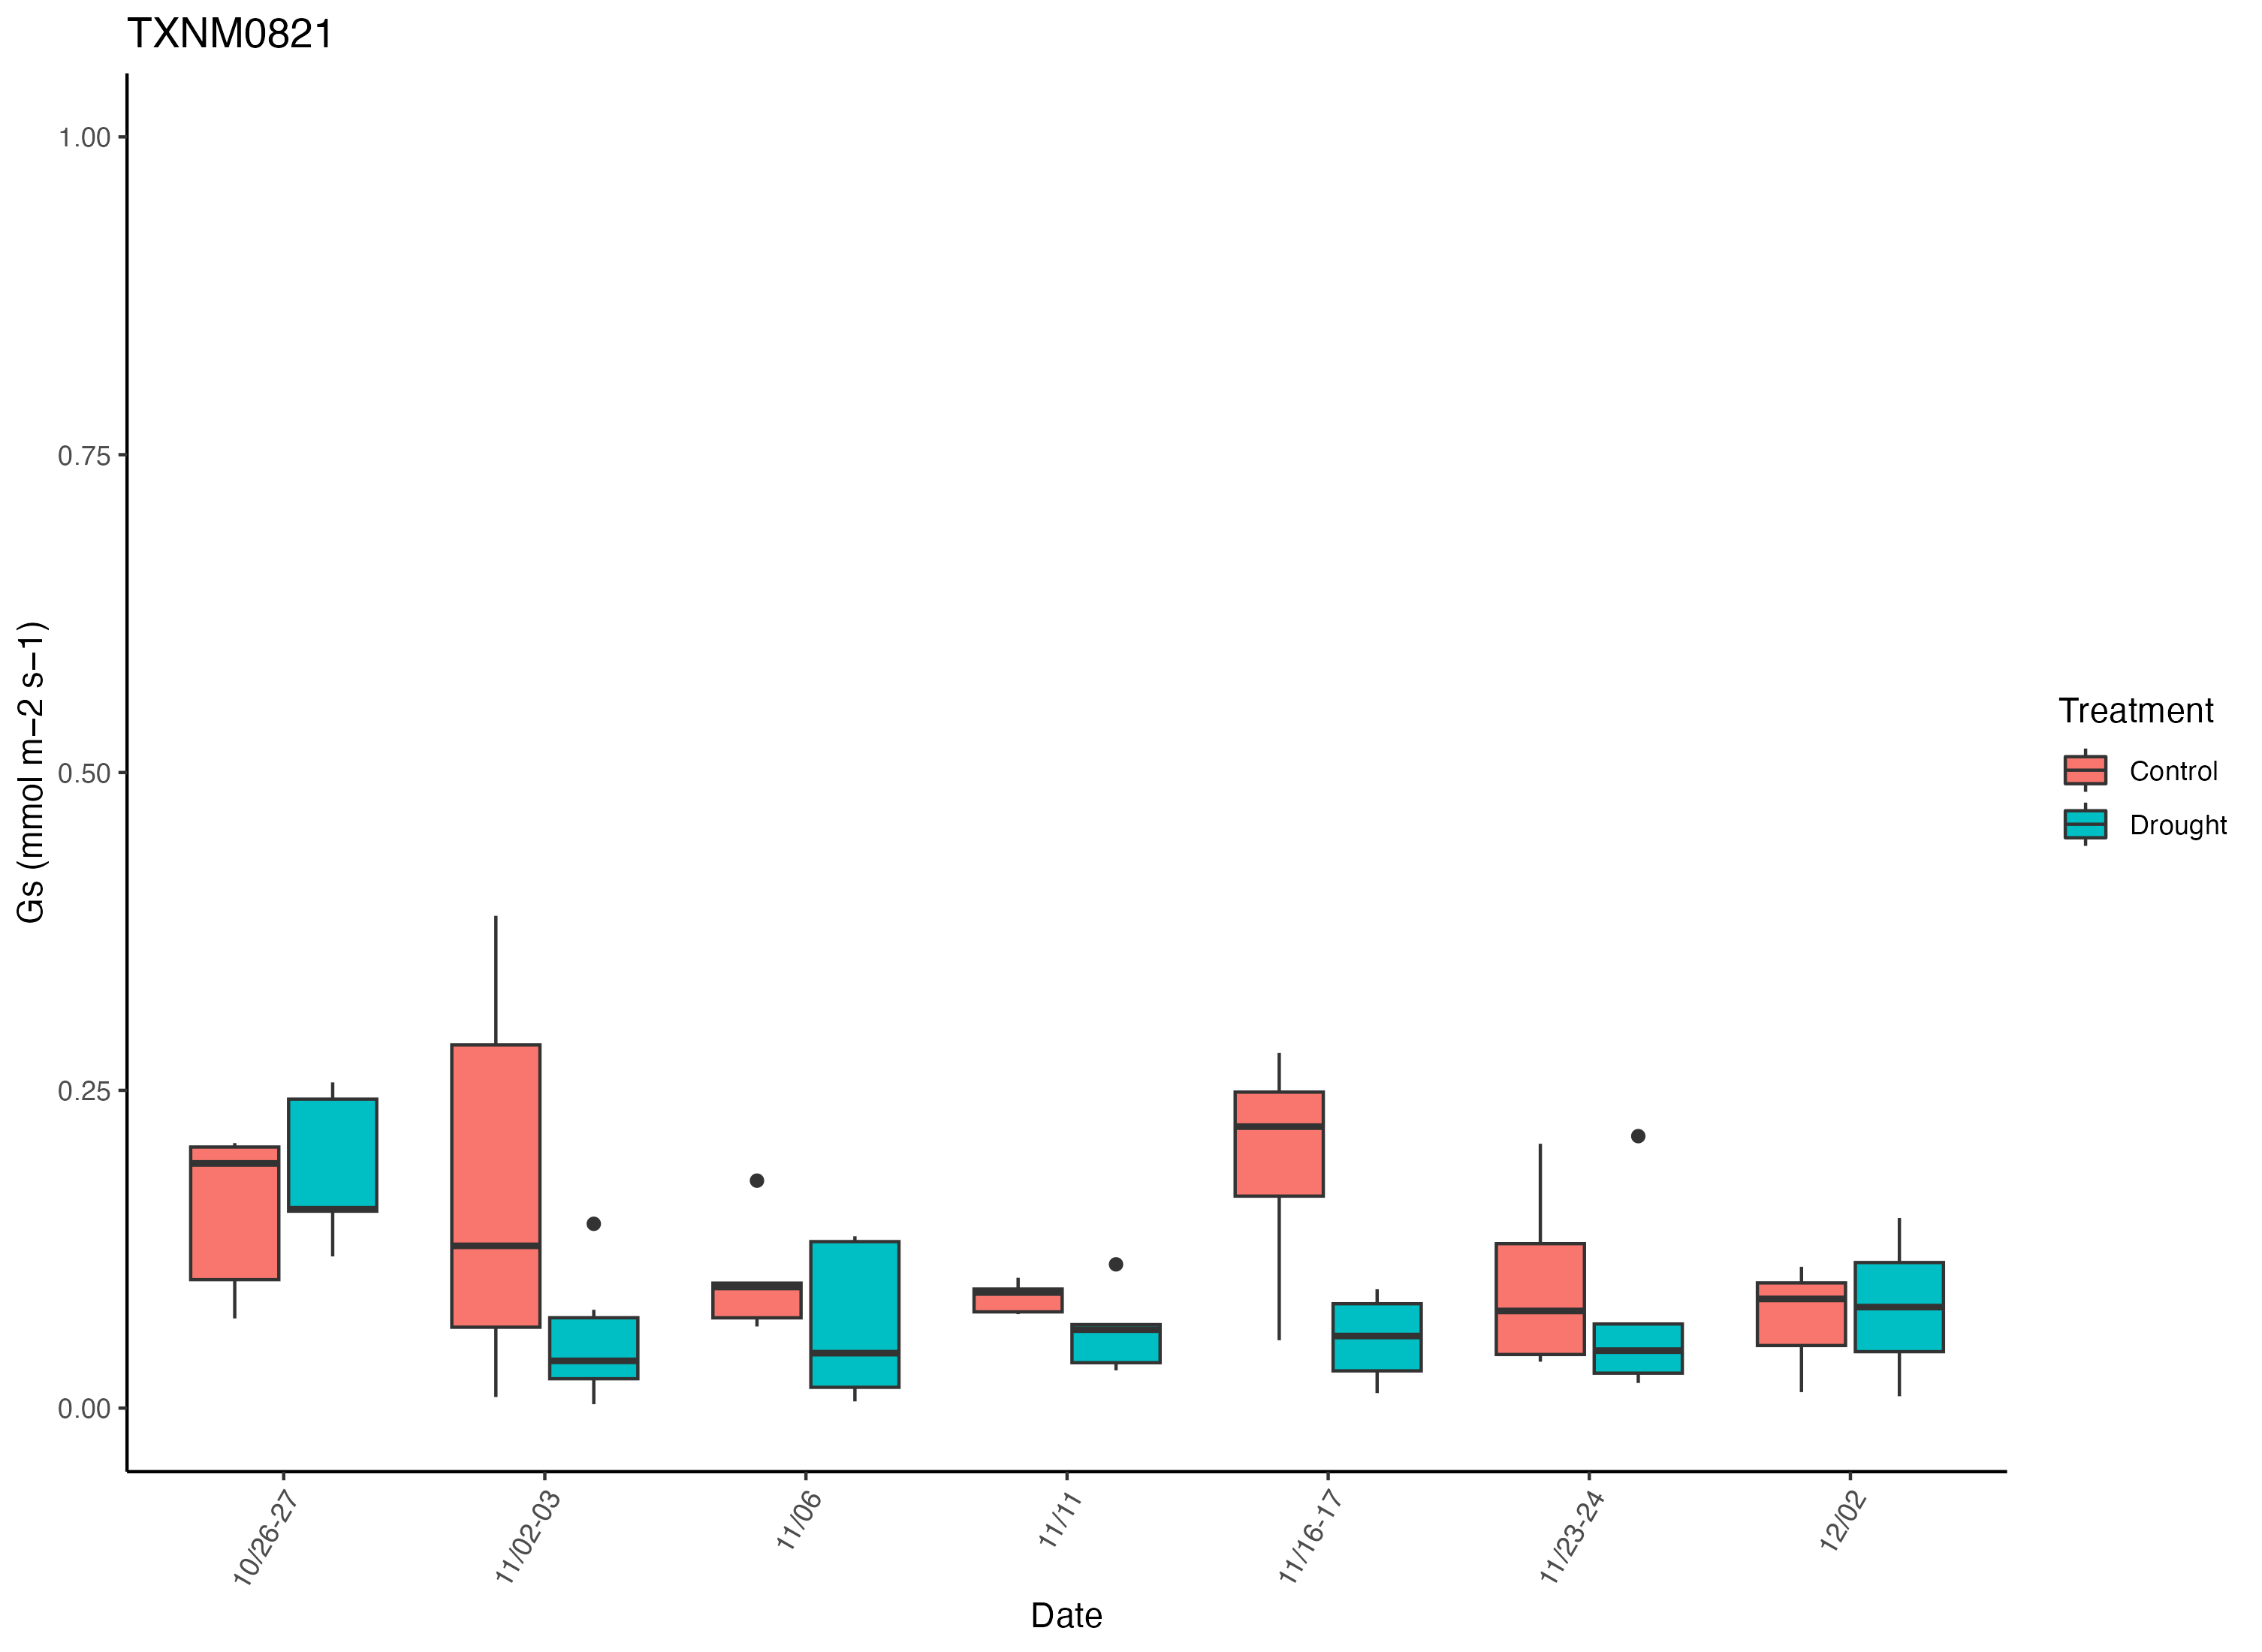 TXNM0821
1.00
0.75
0.50
0.25
0.00
Gs (mmol m−2 s−1)
10/26-27
11/02-03
11/06
11/11
11/16-17
11/23-24
12/02
Date
Treatment
Control
Drought